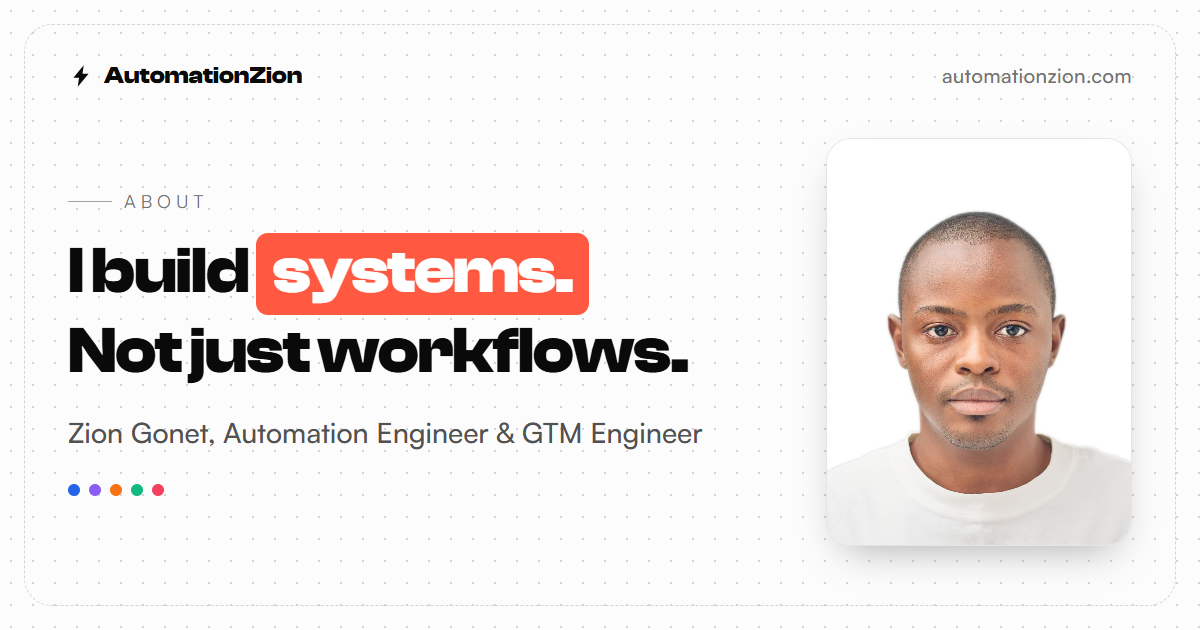 AutomationZion
automationzion.com
ABOUT
I build systems.
Not just workflows.
Zion Gonet, Automation Engineer & GTM Engineer